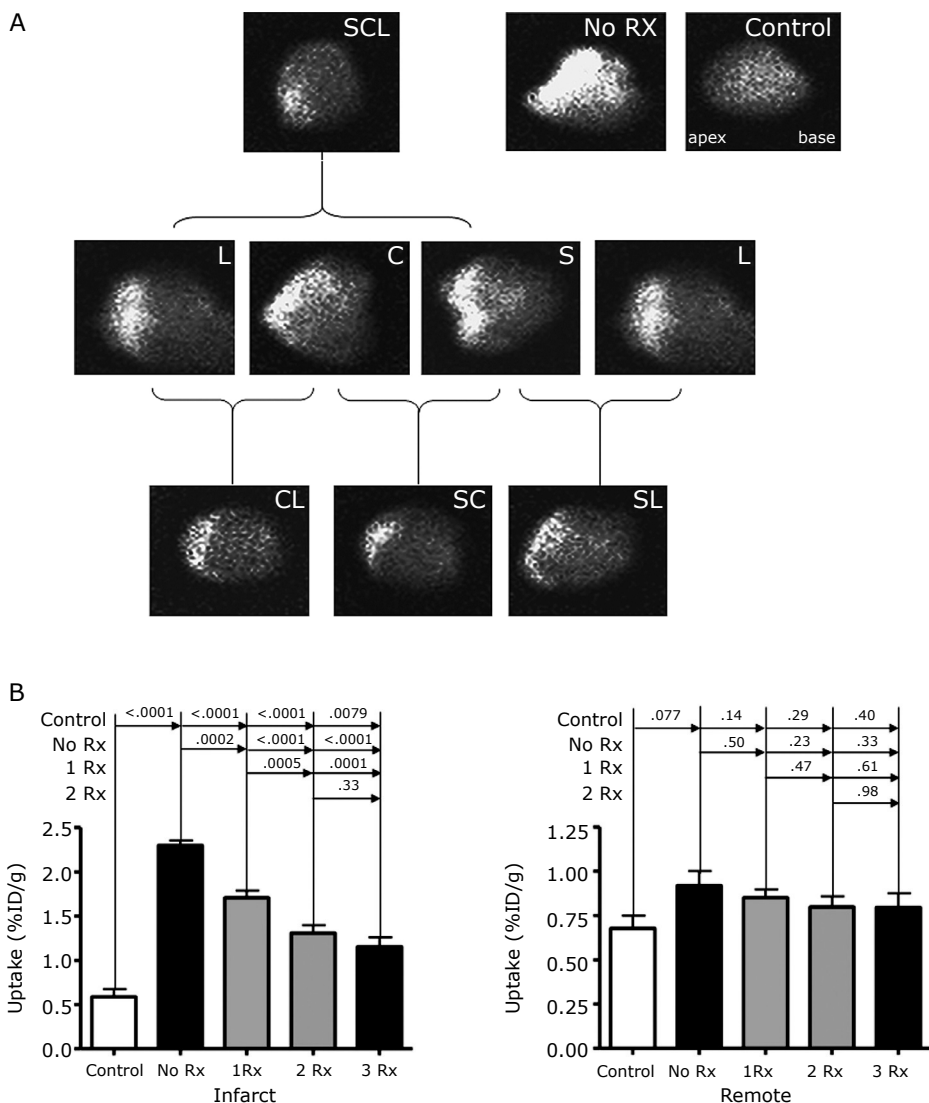 A
SCL
No RX
Control
apex
base
L
C
S
L
CL
SC
SL
B
Control
<.0001
<.0001
<.0001
.0079
No Rx
.0002
<.0001
<.0001
1 Rx
.0005
.0001
2 Rx
.33
Uptake (%ID/g)
2.5
2.0
1.5
1.0
0.5
0.0
Control
No Rx
1Rx
2 Rx
3 Rx
Infarct
Control
.077
.14
.29
.40
No Rx
.50
.23
.33
1 Rx
.47
.61
2 Rx
.98
Uptake (%ID/g)
1.25
1.00
0.75
0.50
0.25
0.00
Control
No Rx
1Rx
2 Rx
3 Rx
Remote